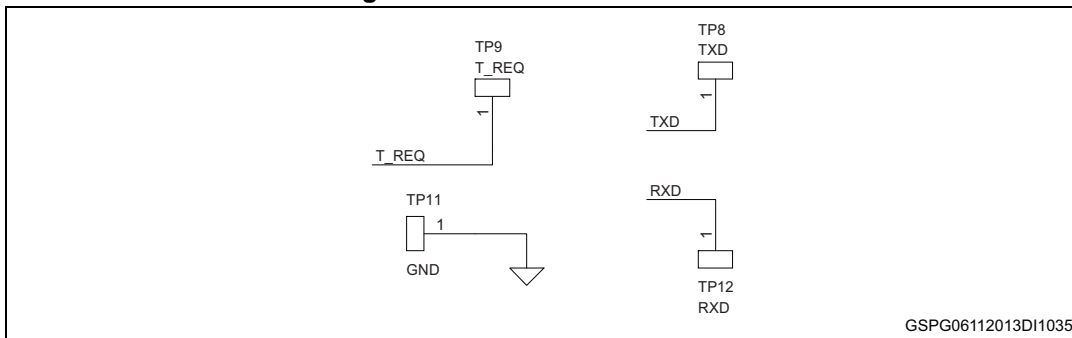 TP9
T_REQ
1
T_REQ
TP8
TXD
1
TXD
TP11
1
GND
RXD
1
TP12
RXD
GSPG06112013DI1035